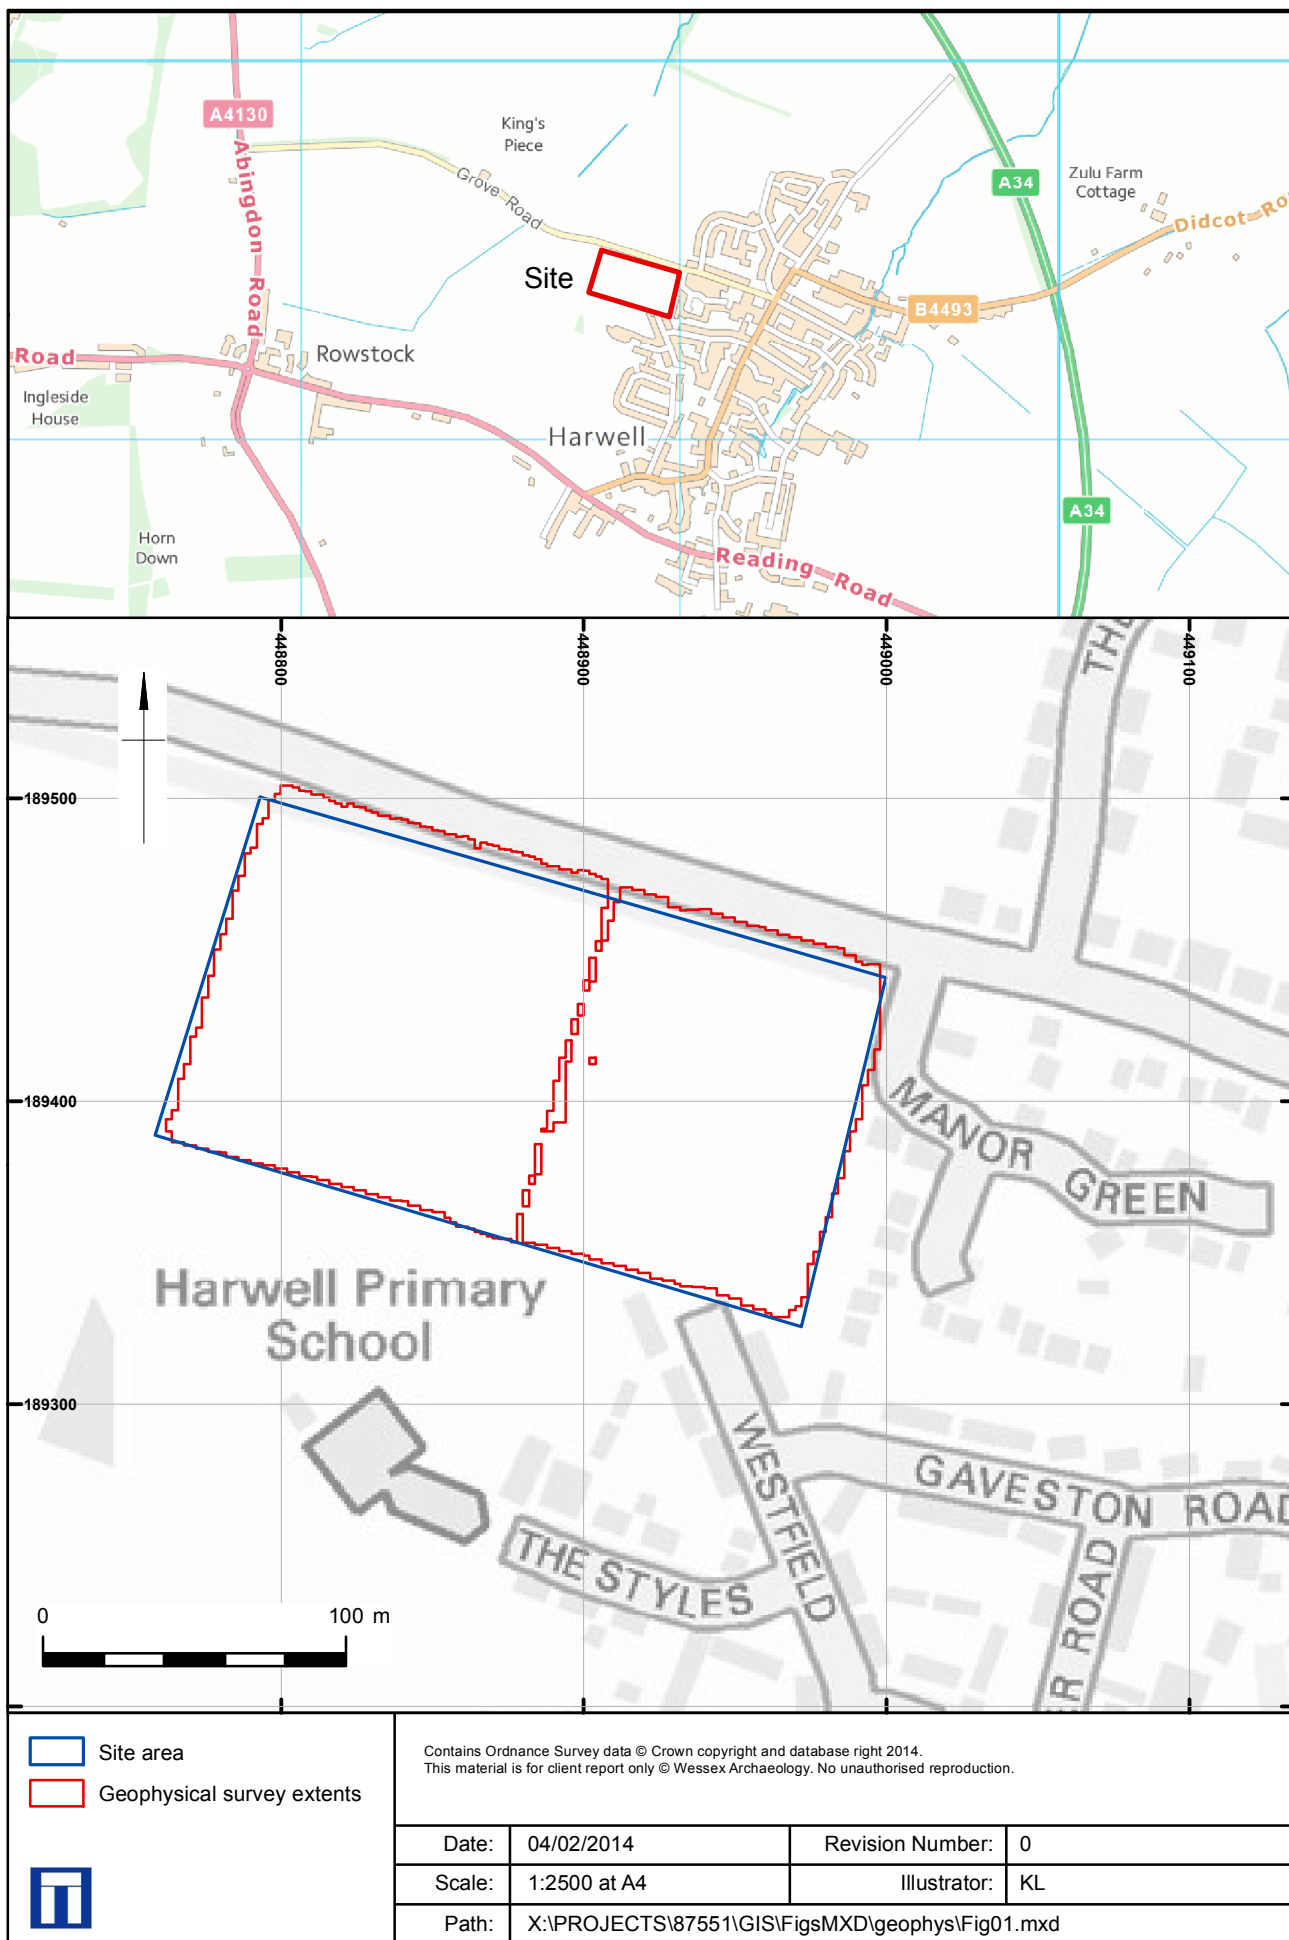 A4130
Abingdon Road
King's
Piece
Grove Road
A34
Zulu Farm
Cottage
Didcot
Site
B4493
Road
Rowstock
Ingleside
House
Harwell
A34
Horn
Down
Reading Road
448800
448900
449000
449100
189500
MANOR GREEN
189400
Harwell Primary
School
189300
WESTFIELD
GAVESTON ROAD
THE STYLES
ROAD
0 100 m
Site area
Geophysical survey extents
Contains Ordnance Survey data © Crown copyright and database right 2014.
This material is for client report only © Wessex Archaeology. No unauthorised reproduction.
Date: 04/02/2014 Revision Number: 0
Scale: 1:2500 at A4 Illustrator: KL
Path: X:\PROJECTS\87551\GIS\FigsMXD\geophys\Fig01.mxd